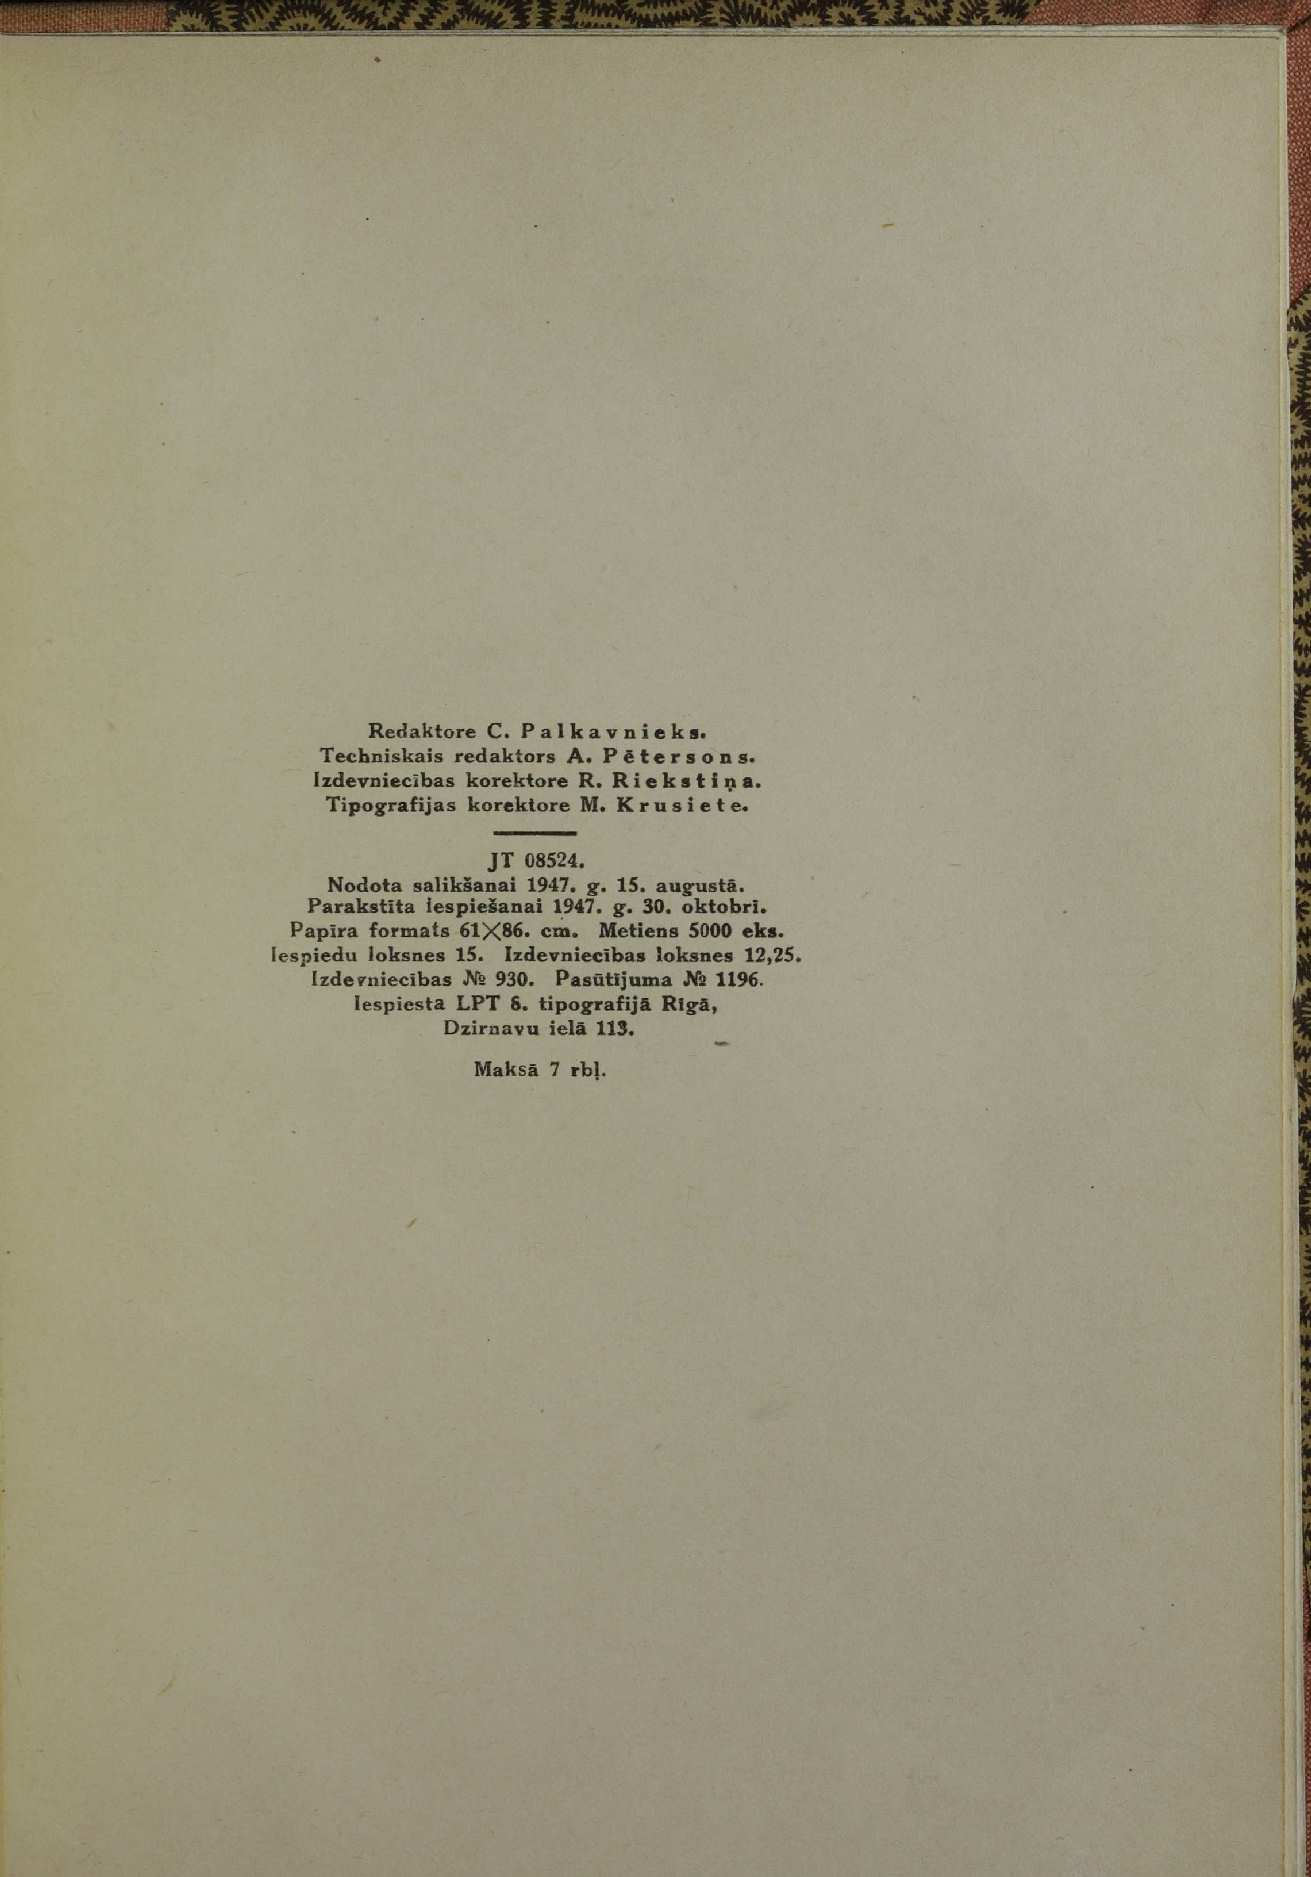 Redaktore C. Palkavnieks.
Techniskais redaktors A. Pētersons.
Izdevniecības korektore R. Riekstiņa.
Tipografijas korektore M. Krusiete.
JT 08524.
Nodota salikšanai 1947. g. 15. augustā.
Parakstīta iespiešanai 1947. g. 30. oktobrī.
Papīra formats 61×86. cm. Metiens 5000 eks.
Iespiedu loksnes 15. Izdevniecības loksnes 12,25.
Izdevniecības № 930. Pasūtījuma № 1196.
Iespiesta LPT 8. tipografijā Rīgā,
Dzirnavu ielā 113.
Maksā 7 rbļ.